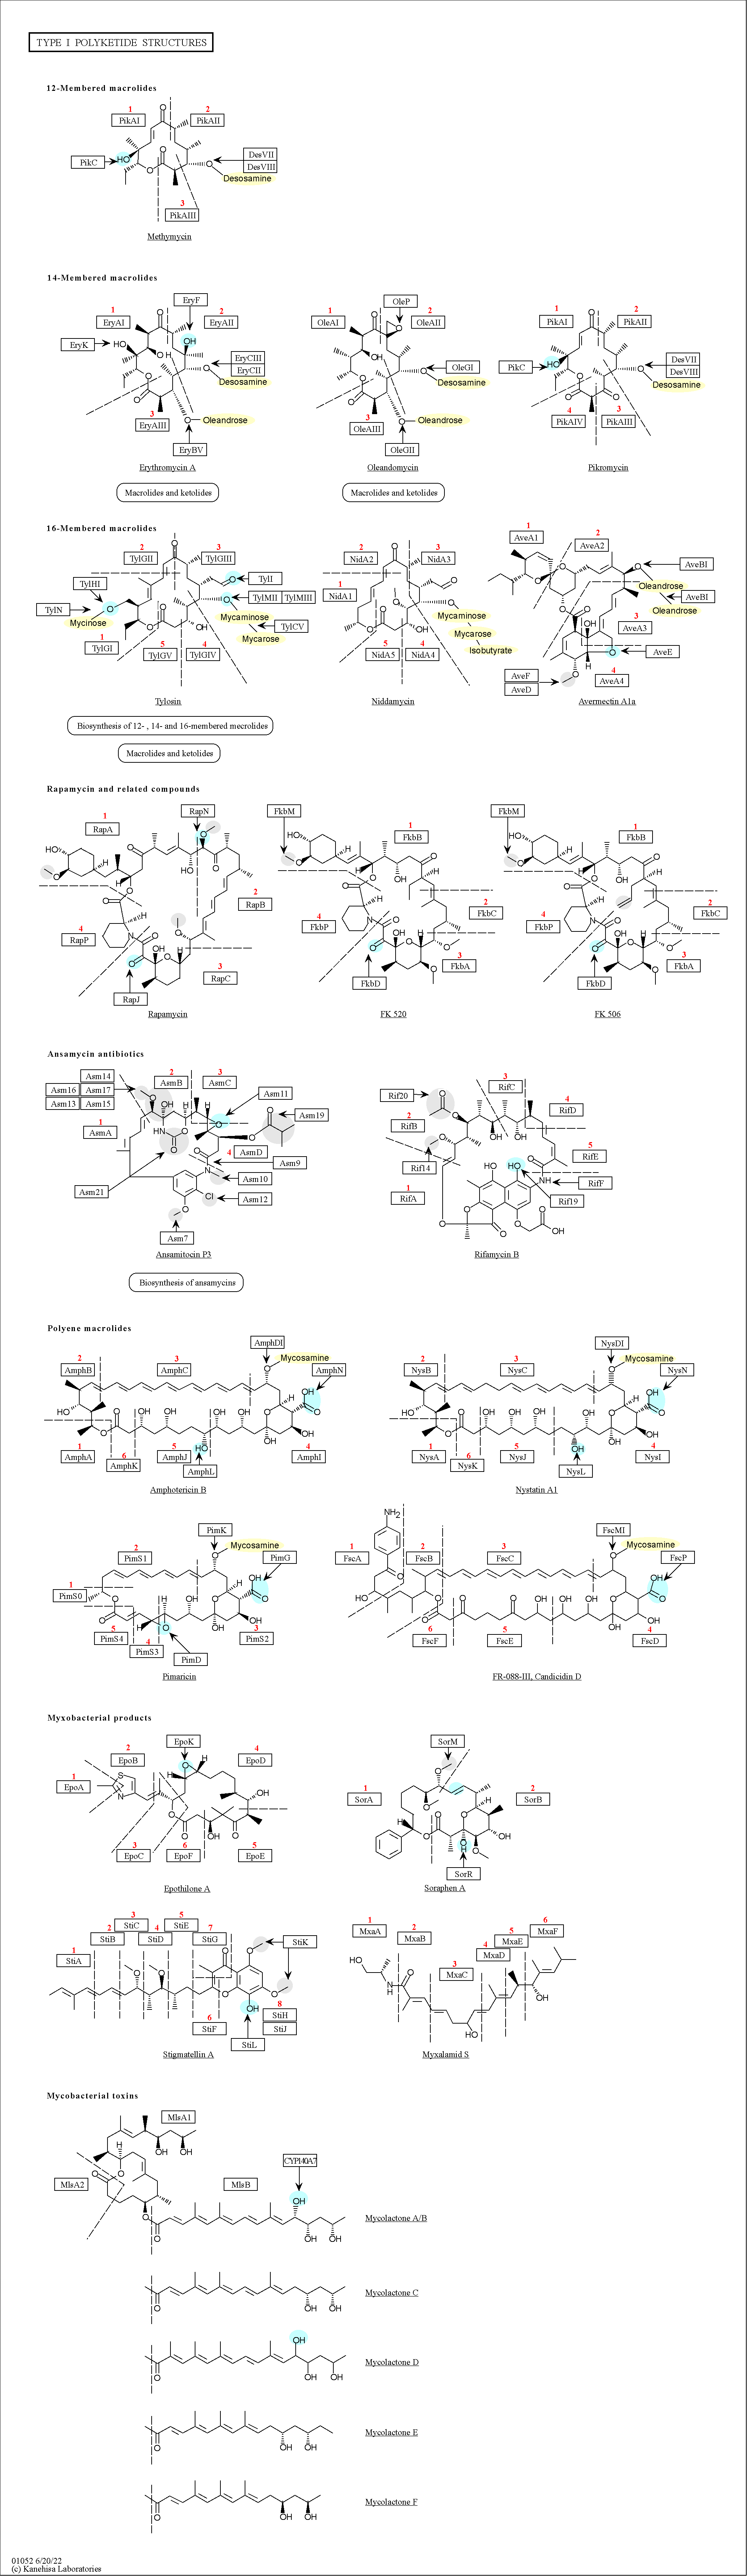 TYPE I POLYKETIDE STRUCTURES
12-Membered macrolides
1
PikAI
2
PikAII
O
PikC
HO
O
O
O
DesVII
DesVIII
Desosamine
3
PikAIII
Methymycin
14-Membered macrolides
EryF
1
EryAI
2
EryAII
O
OH
EryK
HO
HO
OH
O
EryCIII
EryCII
Desosamine
O
O
3
EryAIII
O
Oleandrose
EryBV
Erythromycin A
Macrolides and ketolides
OleP
1
OleAI
2
OleAII
O
O
OH
O
OleGI
Desosamine
O
O
3
OleAIII
O
Oleandrose
OleGII
Oleandomycin
Macrolides and ketolides
1
PikAI
2
PikAII
O
PikC
HO
O
DesVII
DesVIII
Desosamine
O
O
O
4
PikAIV
3
PikAIII
Pikromycin
16-Membered macrolides
2
TylGII
3
TylGIII
O
O
TylI
TylHI
TylN
O
Mycinose
O
TylMII
TylMIII
Mycaminose
TylCV
Mycarose
O
O
OH
1
TylGI
5
TylGV
4
TylGIV
Tylosin
Biosynthesis of 12- , 14- and 16-membered mecrolides
Macrolides and ketolides
2
NidA2
3
NidA3
O
O
1
NidA1
O
O
Mycaminose
Mycarose
Isobutyrate
O
O
OH
5
NidA5
4
NidA4
Niddamycin
1
AveA1
2
AveA2
O
O
O
AveBI
Oleandrose
AveBI
Oleandrose
O
O
OH
3
AveA3
O
AveE
AveF
AveD
O
4
AveA4
Avermectin A1a
Rapamycin and related compounds
1
RapA
RapN
HO
O
H
O
O
H
O
OH
O
O
2
RapB
4
RapP
H
N
O
O
OH
O
H
O
RapJ
3
RapC
Rapamycin
FkbM
1
FkbB
HO
O
H
H
O
O
OH
O
4
FkbP
H
N
O
O
OH
H
O
O
O
2
FkbC
3
FkbA
FkbD
FK 520
FkbM
1
FkbB
HO
O
H
H
O
O
OH
O
4
FkbP
H
N
O
O
OH
H
O
O
O
2
FkbC
3
FkbA
FkbD
FK 506
Ansamycin antibiotics
Asm14
Asm16
Asm17
Asm13
Asm15
2
AsmB
3
AsmC
1
AsmA
O
OH
H
O
HN
O
O
Asm11
O
Asm19
O
O
4
AsmD
N
Asm9
Asm10
Cl
Asm12
Asm21
O
Asm7
Ansamitocin P3
Biosynthesis of ansamycins
Rif20
3
RifC
4
RifD
2
RifB
O
O
OH
OH
O
Rif14
5
RifE
1
RifA
O
OH
HO
NH
RifF
Rif19
O
O
O
O
O
OH
Rifamycin B
Polyene macrolides
2
AmphB
3
AmphC
AmphDI
O
Mycosamine
AmphN
OH
O
H
HO
O
O
OH
OH
OH
O
OH
OH
HO
1
AmphA
6
AmphK
5
AmphJ
AmphL
4
AmphI
Amphotericin B
2
NysB
3
NysC
NysDI
O
Mycosamine
NysN
OH
O
H
HO
O
O
OH
OH
OH
OH
O
OH
OH
OH
1
NysA
6
NysK
5
NysJ
NysL
4
NysI
Nystatin A1
2
PimS1
PimK
O
Mycosamine
PimG
OH
O
1
PimS0
O
O
H
H
O
OH
O
H
OH
OH
5
PimS4
4
PimS3
PimD
3
PimS2
Pimaricin
NH2
1
FscA
2
FscB
3
FscC
FscMI
O
Mycosamine
FscP
OH
O
O
HO
O
O
O
O
OH
OH
OH
OH
O
OH
OH
6
FscF
5
FscE
4
FscD
FR-088-III, Candicidin D
Myxobacterial products
2
EpoB
EpoK
4
EpoD
1
EpoA
S
N
H
O
H
OH
O
O
OH
O
3
EpoC
6
EpoF
5
EpoE
Epothilone A
SorM
1
SorA
2
SorB
O
O
H
O
O
H
O
OH
O
OH
SorR
Soraphen A
1
StiA
2
StiB
3
StiC
4
StiD
5
StiE
7
StiG
O
O
O
O
O
O
OH
StiK
6
StiF
8
StiH
StiJ
StiL
Stigmatellin A
1
MxaA
2
MxaB
3
MxaC
4
MxaD
5
MxaE
6
MxaF
HO
N
H
O
HO
OH
Myxalamid S
Mycobacterial toxins
MlsA1
H
OH
OH
O
O
MlsA2
MlsB
CYP140A7
O
O
OH
OH
OH
Mycolactone A/B
O
OH
OH
Mycolactone C
O
OH
OH
OH
Mycolactone D
O
OH
OH
Mycolactone E
O
OH
OH
Mycolactone F
01052 6/20/22
(c) Kanehisa Laboratories